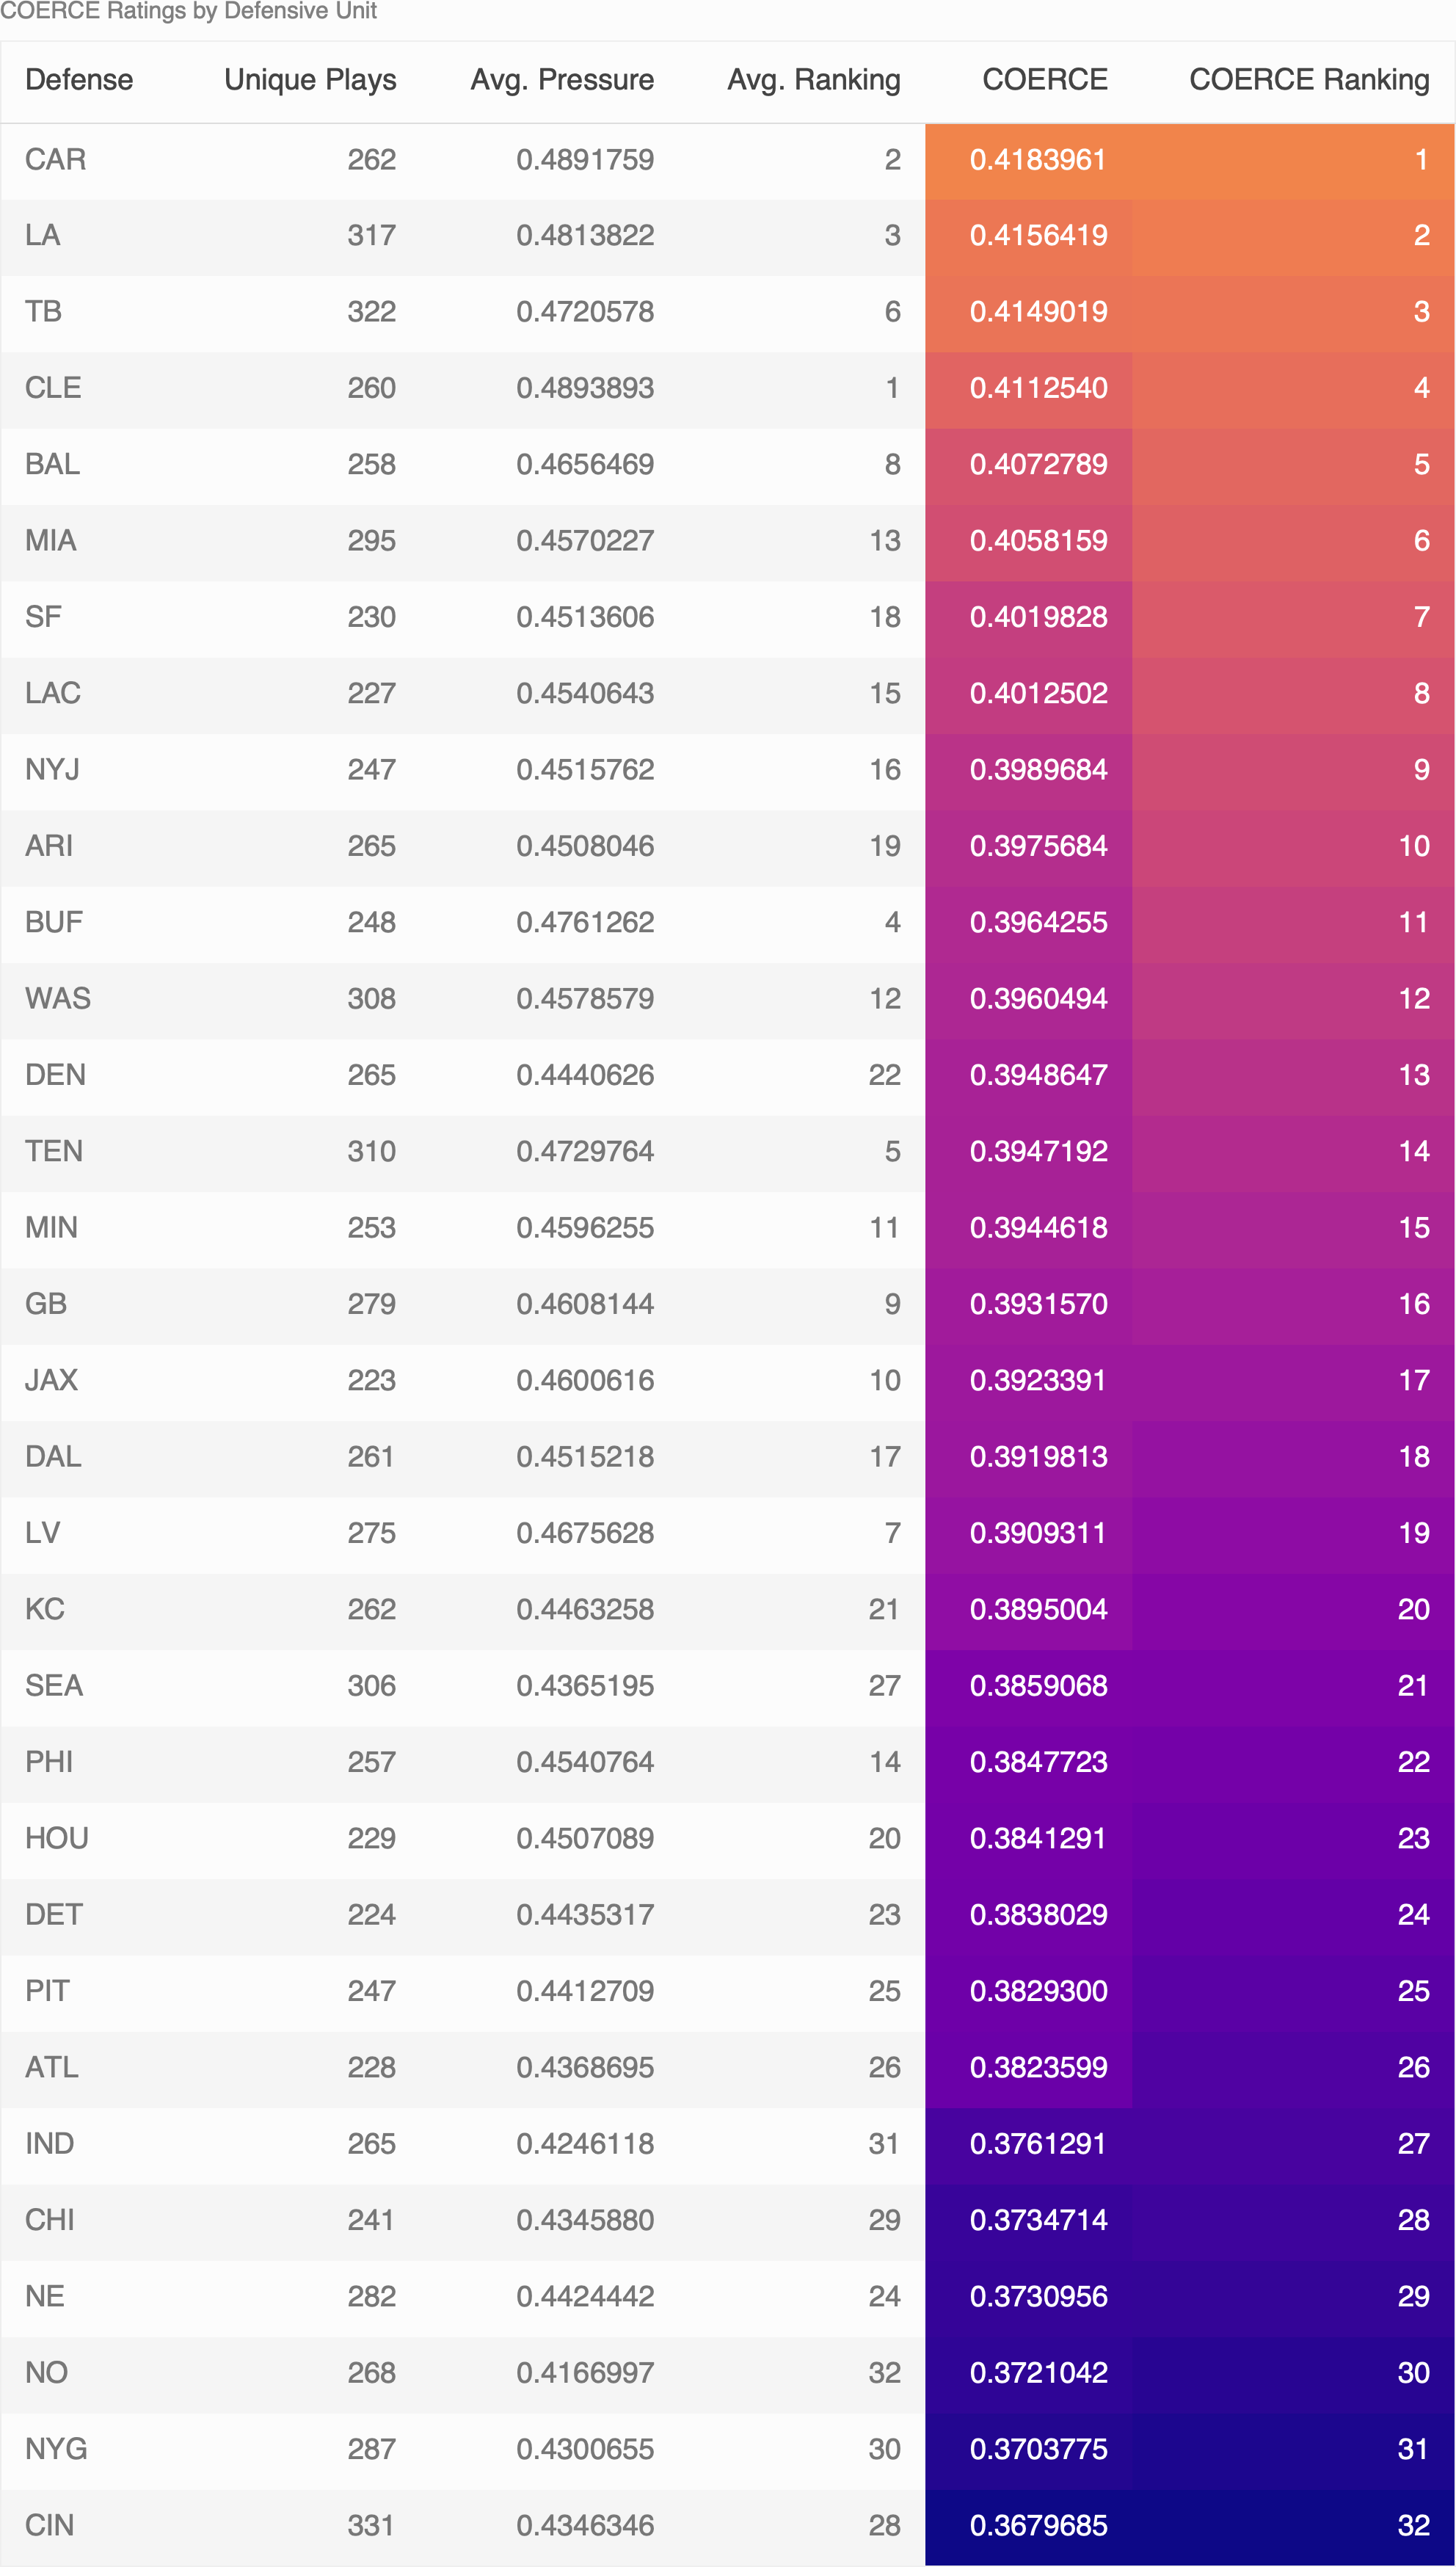 COERCE Ratings by Defensive Unit
Defense Unique Plays Avg. Pressure Avg. Ranking COERCE COERCE Ranking
CAR 262 0.4891759 2 0.4183961 1
LA 317 0.4813822 3 0.4156419 2
TB 322 0.4720578 6 0.4149019 3
CLE 260 0.4893893 1 0.4112540 4
BAL 258 0.4656469 8 0.4072789 5
MIA 295 0.4570227 13 0.4058159 6
SF 230 0.4513606 18 0.4019828 7
LAC 227 0.4540643 15 0.4012502 8
NYJ 247 0.4515762 16 0.3989684 9
ARI 265 0.4508046 19 0.3975684 10
BUF 248 0.4761262 4 0.3964255 11
WAS 308 0.4578579 12 0.3960494 12
DEN 265 0.4440626 22 0.3948647 13
TEN 310 0.4729764 5 0.3947192 14
MIN 253 0.4596255 11 0.3944618 15
GB 279 0.4608144 9 0.3931570 16
JAX 223 0.4600616 10 0.3923391 17
DAL 261 0.4515218 17 0.3919813 18
LV 275 0.4675628 7 0.3909311 19
KC 262 0.4463258 21 0.3895004 20
SEA 306 0.4365195 27 0.3859068 21
PHI 257 0.4540764 14 0.3847723 22
HOU 229 0.4507089 20 0.3841291 23
DET 224 0.4435317 23 0.3838029 24
PIT 247 0.4412709 25 0.3829300 25
ATL 228 0.4368695 26 0.3823599 26
IND 265 0.4246118 31 0.3761291 27
CHI 241 0.4345880 29 0.3734714 28
NE 282 0.4424442 24 0.3730956 29
NO 268 0.4166997 32 0.3721042 30
NYG 287 0.4300655 30 0.3703775 31
CIN 331 0.4346346 28 0.3679685 32